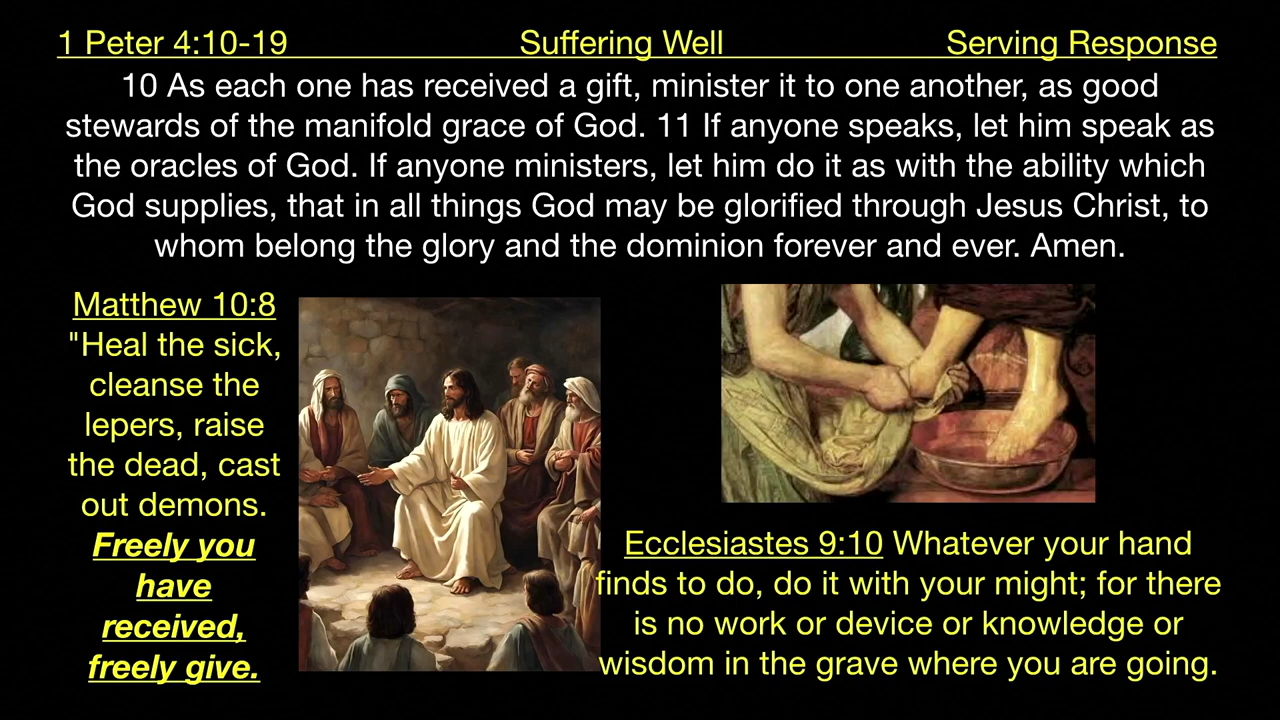 1 Peter 4:10-19 Suffering Well Serving Response
10 As each one has received a gift, minister it to one another, as good
stewards of the manifold grace of God. 11 If anyone speaks, let him speak as
the oracles of God. If anyone ministers, let him do it as with the ability which
God supplies, that in all things God may be glorified through Jesus Christ, to
whom belong the glory and the dominion forever and ever. Amen.
Matthew 10:8
"Heal the sick,
cleanse the
lepers, raise
the dead, cast
out demons.
Freely you
have
received,
freely give.
Ecclesiastes 9:10 Whatever your hand
finds to do, do it with your might; for there
is no work or device or knowledge or
wisdom in the grave where you are going.